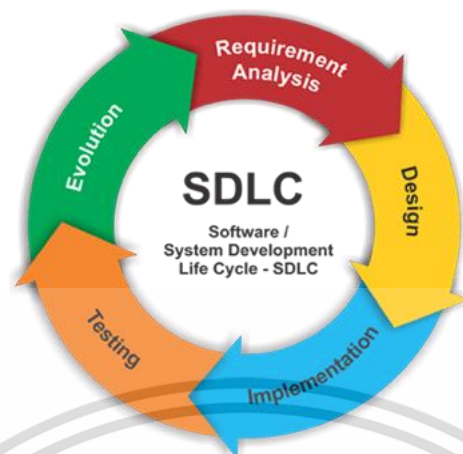 Requirement
Analysis
Design
Implementation
Testing
Evolution
SDLC
Software /
System Development
Life Cycle - SDLC